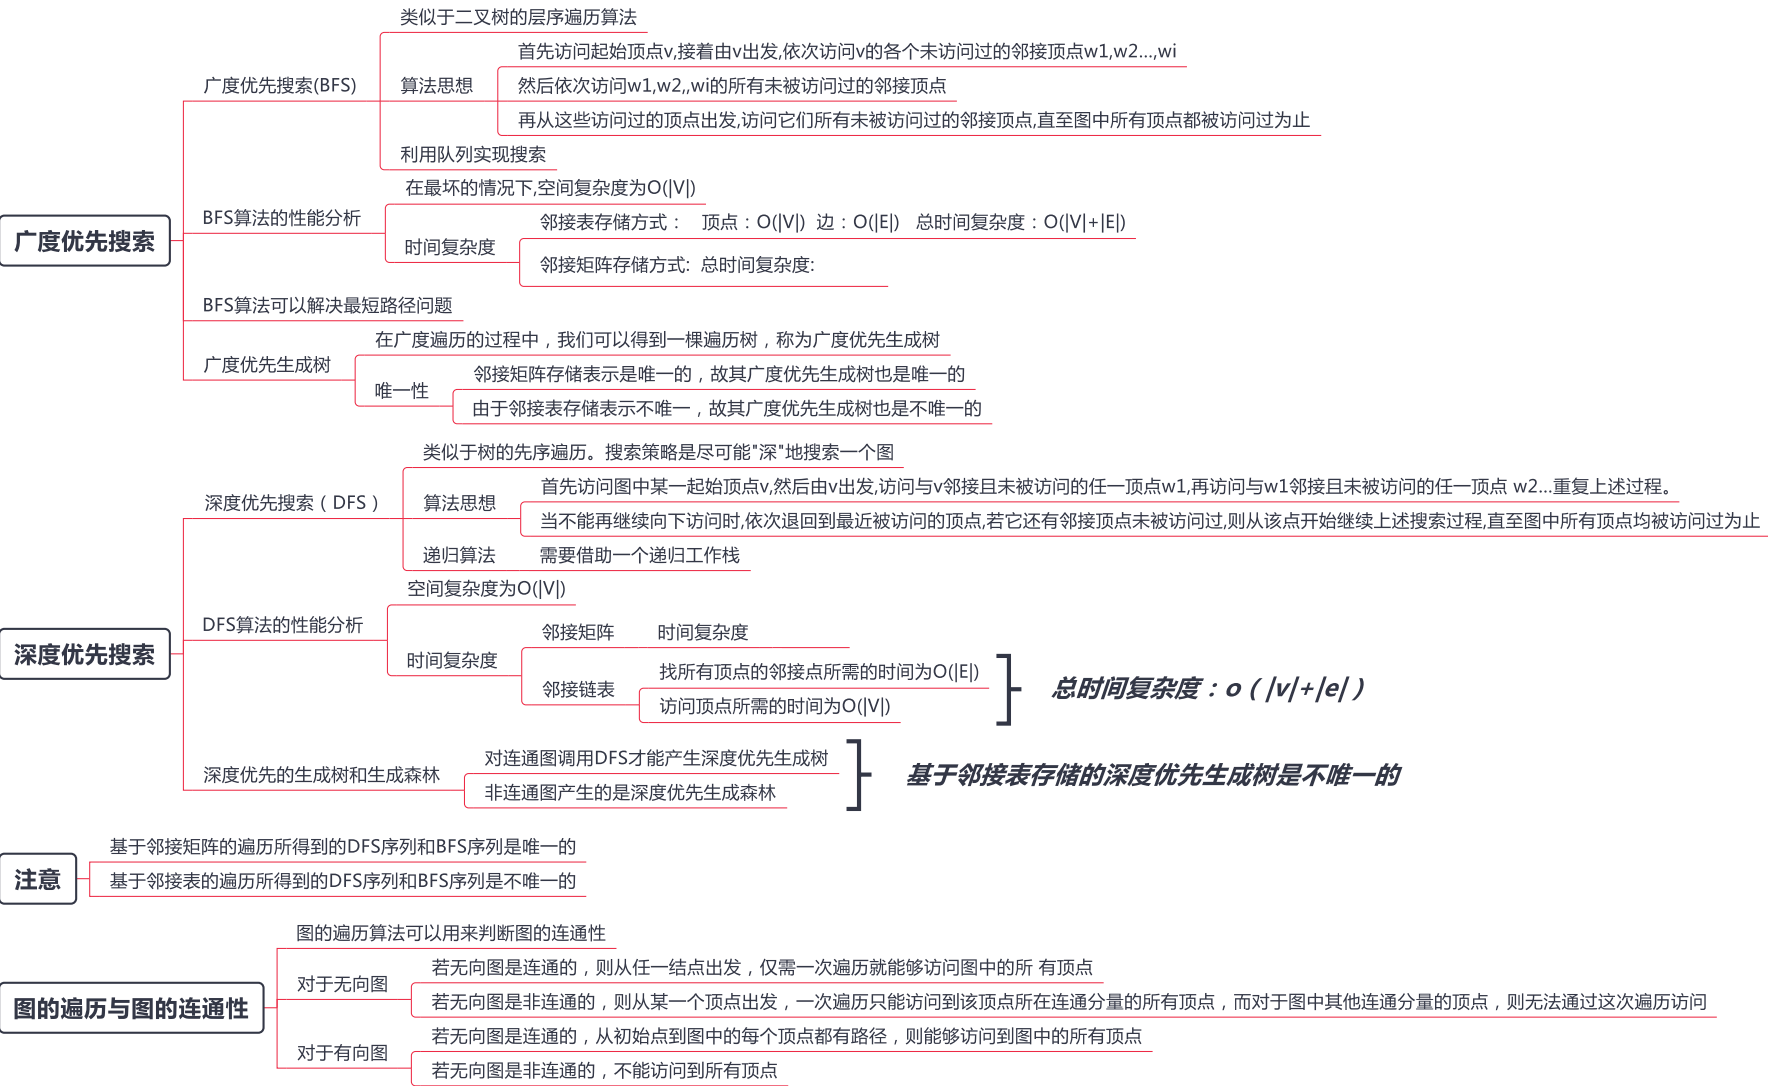 广度优先搜索
广度优先搜索(BFS)
类似于二叉树的层序遍历算法
算法思想
首先访问起始顶点v,接着由v出发,依次访问v的各个未访问过的邻接顶点w1,w2...,wi
然后依次访问w1,w2,,wi的所有未被访问过的邻接顶点
再从这些访问过的顶点出发,访问它们所有未被访问过的邻接顶点,直至图中所有顶点都被访问过为止
利用队列实现搜索
BFS算法的性能分析
在最坏的情况下,空间复杂度为O(|V|)
时间复杂度
邻接表存储方式： 顶点：O(|V|) 边：O(|E|) 总时间复杂度：O(|V|+|E|)
邻接矩阵存储方式: 总时间复杂度:
BFS算法可以解决最短路径问题
广度优先生成树
在广度遍历的过程中，我们可以得到一棵遍历树，称为广度优先生成树
唯一性
邻接矩阵存储表示是唯一的，故其广度优先生成树也是唯一的
由于邻接表存储表示不唯一，故其广度优先生成树也是不唯一的
深度优先搜索
深度优先搜索（DFS）
类似于树的先序遍历。搜索策略是尽可能"深"地搜索一个图
算法思想
首先访问图中某一起始顶点v,然后由v出发,访问与v邻接且未被访问的任一顶点w1,再访问与w1邻接且未被访问的任一顶点 w2...重复上述过程。
当不能再继续向下访问时,依次退回到最近被访问的顶点,若它还有邻接顶点未被访问过,则从该点开始继续上述搜索过程,直至图中所有顶点均被访问过为止
递归算法
需要借助一个递归工作栈
DFS算法的性能分析
空间复杂度为O(|V|)
时间复杂度
邻接矩阵
时间复杂度
邻接链表
找所有顶点的邻接点所需的时间为O(|E|)
访问顶点所需的时间为O(|V|)
总时间复杂度：o（|v|+|e|）
深度优先的生成树和生成森林
对连通图调用DFS才能产生深度优先生成树
非连通图产生的是深度优先生成森林
基于邻接表存储的深度优先生成树是不唯一的
注意
基于邻接矩阵的遍历所得到的DFS序列和BFS序列是唯一的
基于邻接表的遍历所得到的DFS序列和BFS序列是不唯一的
图的遍历与图的连通性
图的遍历算法可以用来判断图的连通性
对于无向图
若无向图是连通的，则从任一结点出发，仅需一次遍历就能够访问图中的所 有顶点
若无向图是非连通的，则从某一个顶点出发，一次遍历只能访问到该顶点所在连通分量的所有顶点，而对于图中其他连通分量的顶点，则无法通过这次遍历访问
对于有向图
若无向图是连通的，从初始点到图中的每个顶点都有路径，则能够访问到图中的所有顶点
若无向图是非连通的，不能访问到所有顶点